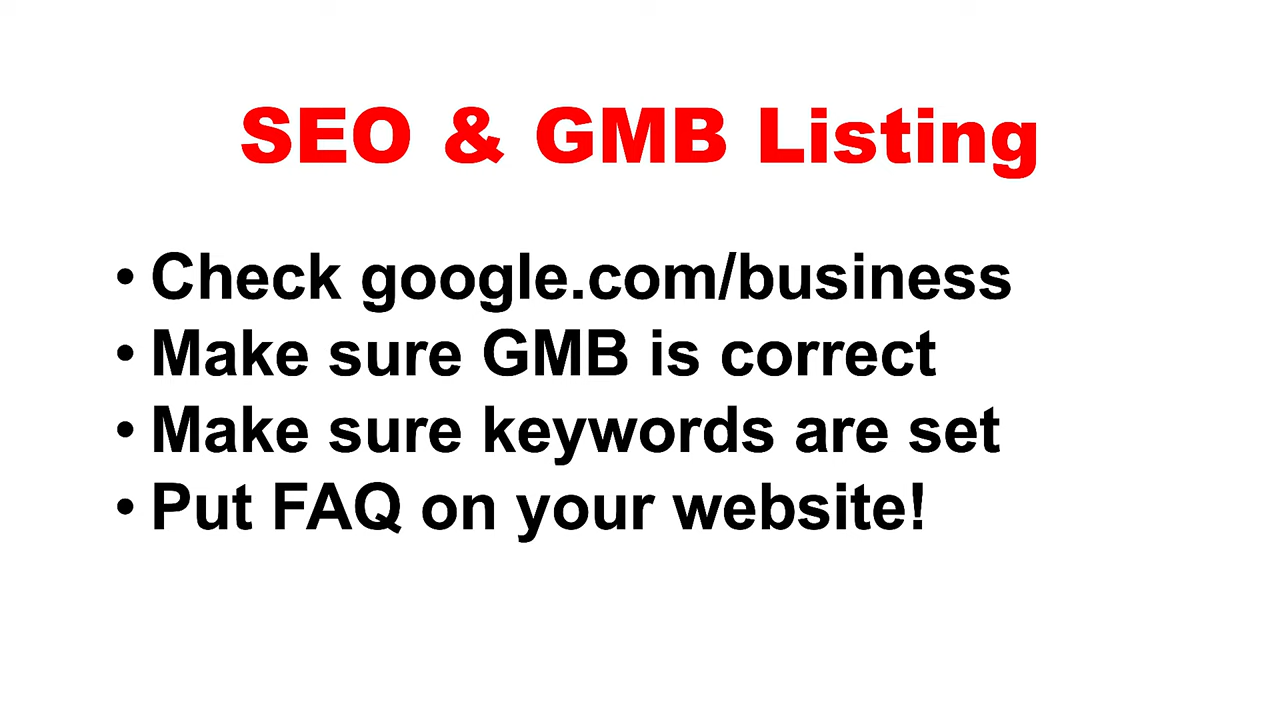 SEO & GMB Listing
• Check google.com/business
• Make sure GMB is correct
• Make sure keywords are set
• Put FAQ on your website!